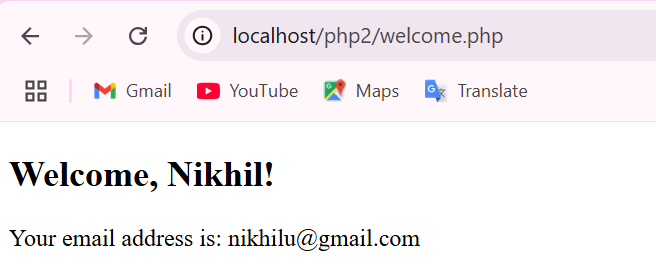 localhost/php2/welcome.php
Gmail YouTube Maps Translate
Welcome, Nikhil!
Your email address is: nikhilu@gmail.com